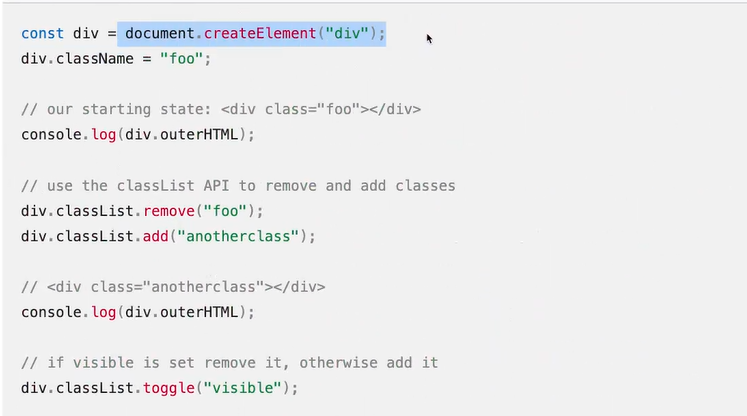 const div = document.createElement("div");
div.className = "foo";
// our starting state: <div class="foo"></div>
console.log(div.outerHTML);
// use the classList API to remove and add classes
div.classList.remove("foo");
div.classList.add("anotherclass");
// <div class="anotherclass"></div>
console.log(div.outerHTML);
// if visible is set remove it, otherwise add it
div.classList.toggle("visible");